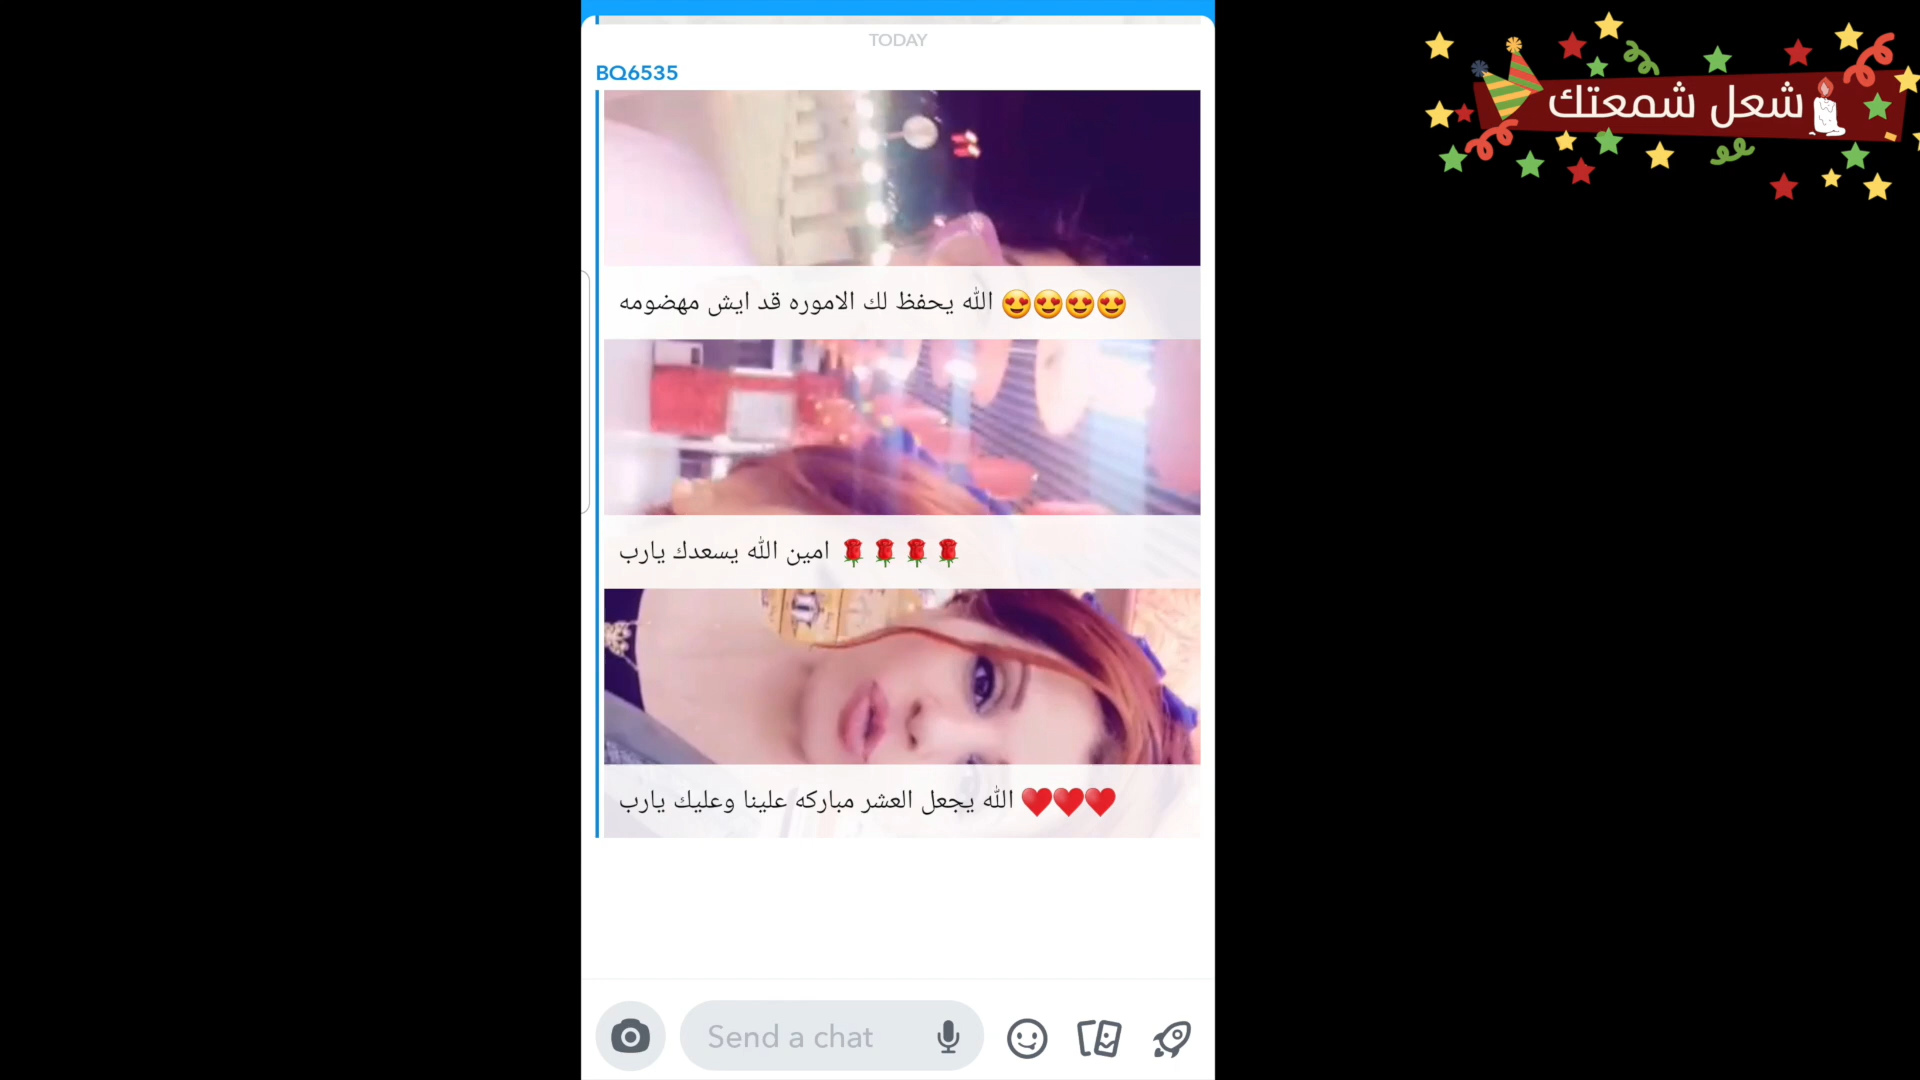 شعل شمعتك
TODAY
BQ6535
الله يحفظ لك الاموره قد ايش مهضومه 😍😍😍😍
امين الله يسعدك يارب 🌹🌹🌹🌹
الله يجعل العشر مباركه علينا وعليك يارب ♥️♥️♥️
Send a chat